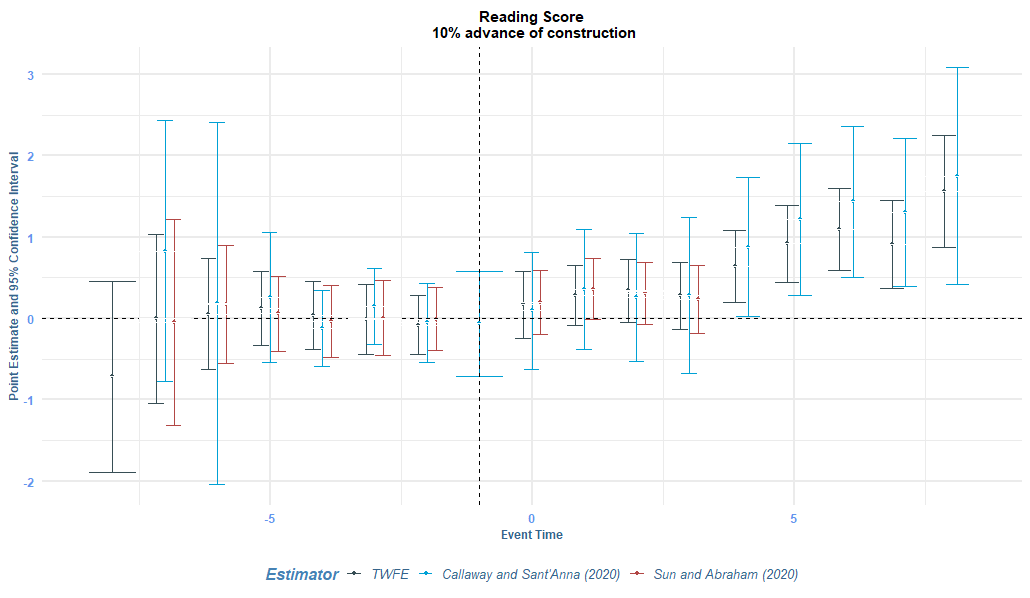 Reading Score
10% advance of construction
Point Estimate and 95% Confidence Interval
3
2
1
0
-1
-2
-5
0
5
Event Time
Estimator TWFE Callaway and Sant'Anna (2020) Sun and Abraham (2020)